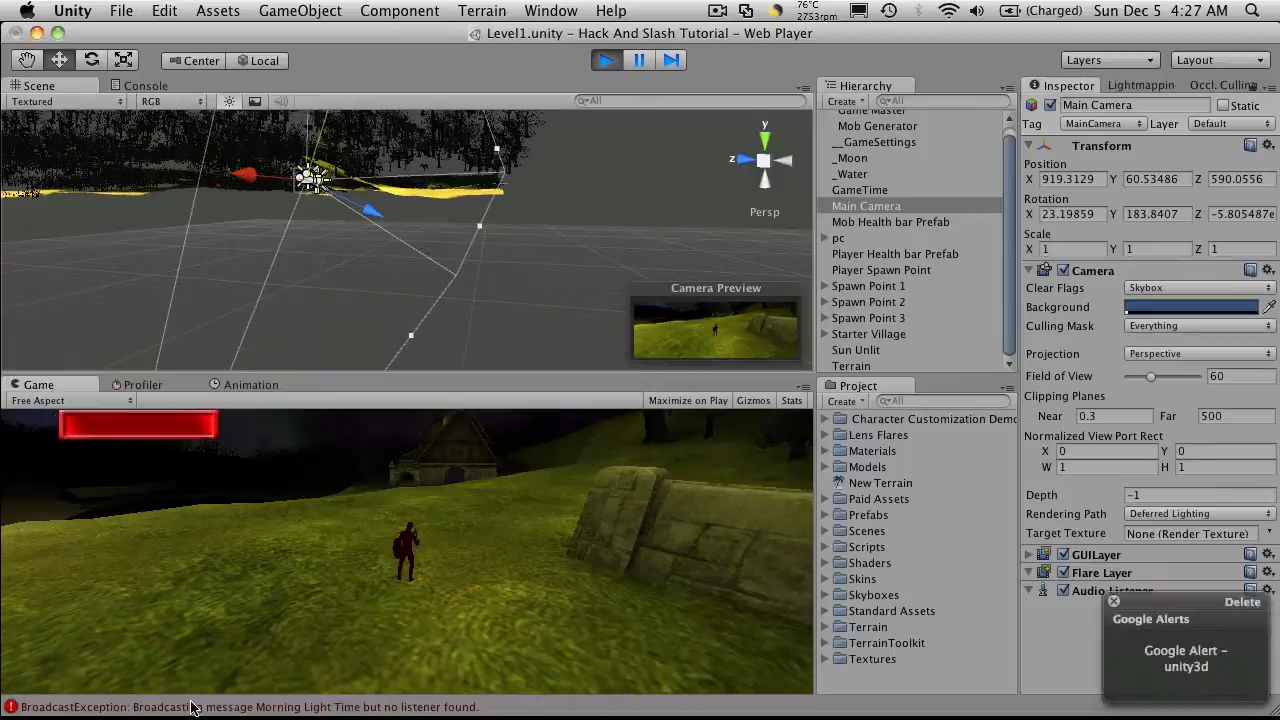 Unity File Edit Assets GameObject Component Terrain Window Help 76°C 2753rpm (Charged) Sun Dec 5 4:27 AM
Level1.unity – Hack And Slash Tutorial – Web Player
Center Local Layers Layout
Scene Console
Textured RGB All
y
z
Persp
Camera Preview
Game Profiler Animation
Free Aspect Maximize on Play Gizmos Stats
Hierarchy
Create All
Game Master
Mob Generator
__GameSettings
_Moon
_Water
GameTime
Main Camera
Mob Health bar Prefab
pc
Player Health bar Prefab
Player Spawn Point
Spawn Point 1
Spawn Point 2
Spawn Point 3
Starter Village
Sun Unlit
Terrain
Project
Create All
Character Customization Demo
Lens Flares
Materials
Models
New Terrain
Paid Assets
Prefabs
Scenes
Scripts
Shaders
Skins
Skyboxes
Standard Assets
Terrain
TerrainToolkit
Textures
Inspector Lightmappin Occl. Culling
Main Camera Static
Tag MainCamera Layer Default
Transform
Position
X 919.3129 Y 60.53486 Z 590.0556
Rotation
X 23.19859 Y 183.8407 Z -5.805487e
Scale
X 1 Y 1 Z 1
Camera
Clear Flags Skybox
Background
Culling Mask Everything
Projection Perspective
Field of View 60
Clipping Planes
Near 0.3 Far 500
Normalized View Port Rect
X 0 Y 0
W 1 H 1
Depth -1
Rendering Path Deferred Lighting
Target Texture None (Render Texture)
GUILayer
Flare Layer
Audio Listener
Delete
Google Alerts
Google Alert –
unity3d
BroadcastException: Broadcasting message Morning Light Time but no listener found.